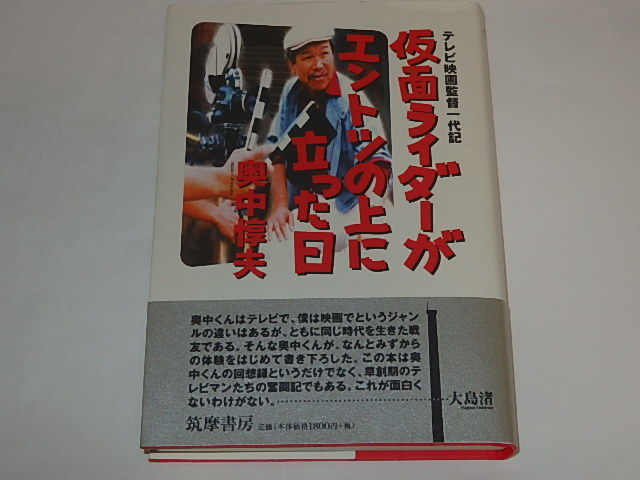 テレビ映画監督一代記
仮面ライダーが
エントツの上に
立った日
奥中惇夫
奥中くんはテレビで、僕は映画でというジャン
ルの違いはあるが、ともに同じ時代を生きた戦
友である。そんな奥中くんが、なんとみずから
の体験をはじめて書き下ろした。この本は奥
中くんの回想録というだけでなく、草創期のテ
レビマンたちの奮闘記でもある。これが面白く
ないわけがない。
大島渚
Nagisa Oshima
筑摩書房
定価(本体価格1800円+税)